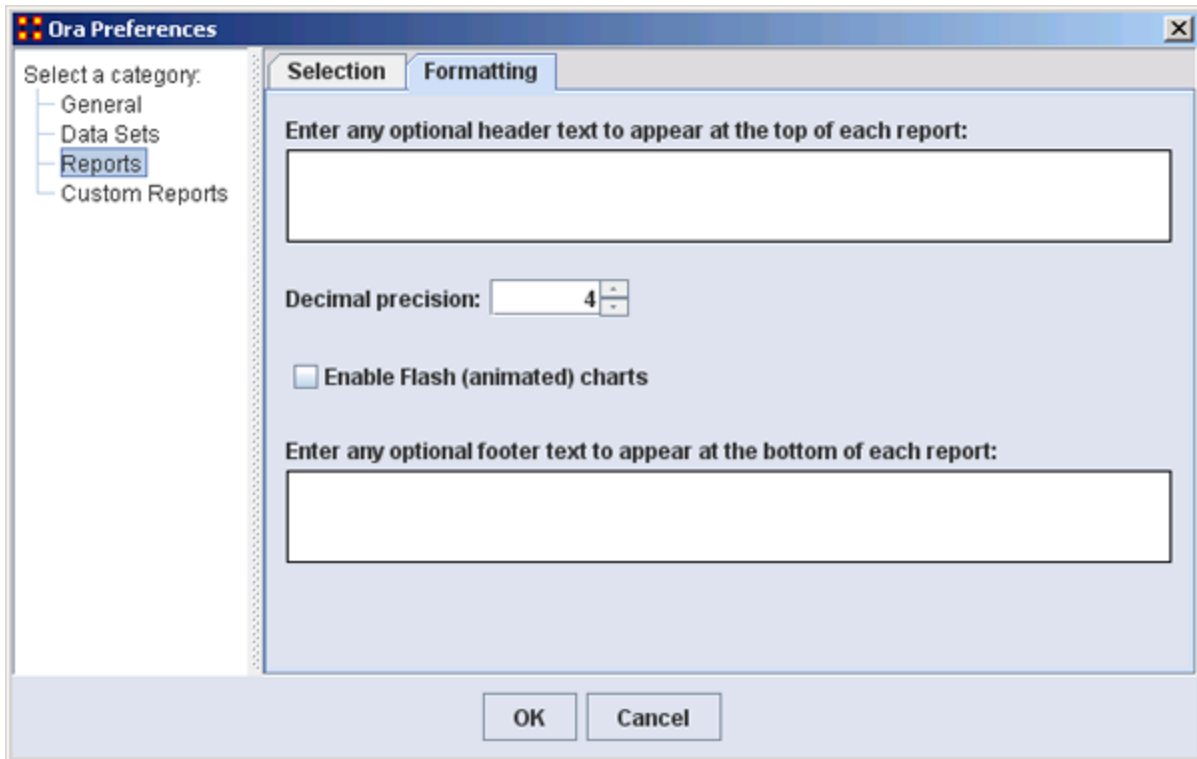 Ora Preferences
Select a category:
General
Data Sets
Reports
Custom Reports
Selection Formatting
Enter any optional header text to appear at the top of each report:
Decimal precision: 4
Enable Flash (animated) charts
Enter any optional footer text to appear at the bottom of each report:
OK Cancel